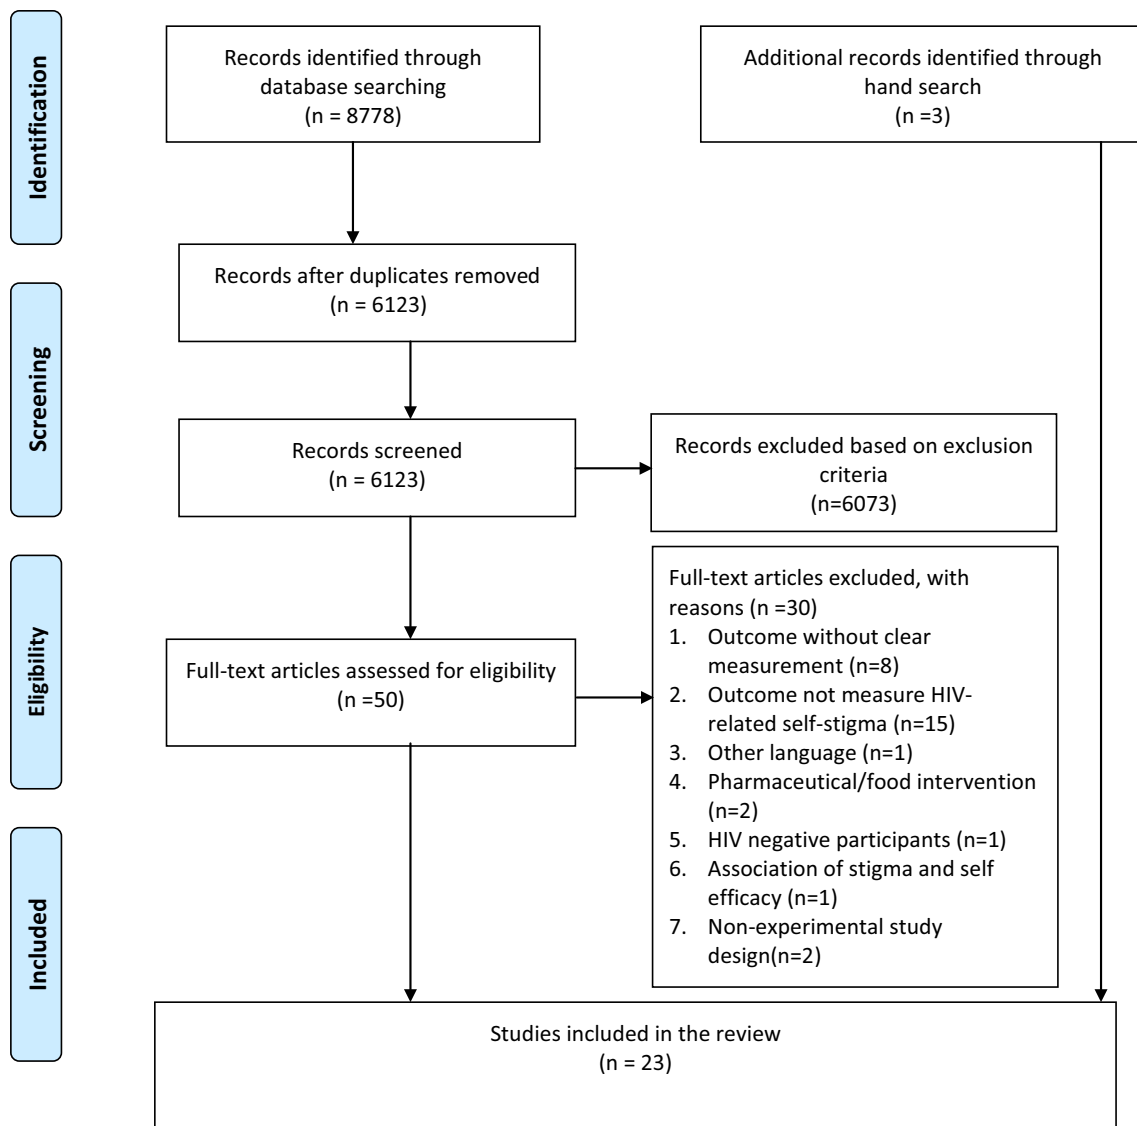 Identification
Records identified through
database searching
(n = 8778)
Additional records identified through
hand search
(n =3)
Screening
Records after duplicates removed
(n = 6123)
Records screened
(n = 6123)
Records excluded based on exclusion
criteria
(n=6073)
Eligibility
Full-text articles assessed for eligibility
(n =50)
Full-text articles excluded, with
reasons (n =30)
1. Outcome without clear
measurement (n=8)
2. Outcome not measure HIV-
related self-stigma (n=15)
3. Other language (n=1)
4. Pharmaceutical/food intervention
(n=2)
5. HIV negative participants (n=1)
6. Association of stigma and self
efficacy (n=1)
7. Non-experimental study
design(n=2)
Included
Studies included in the review
(n = 23)